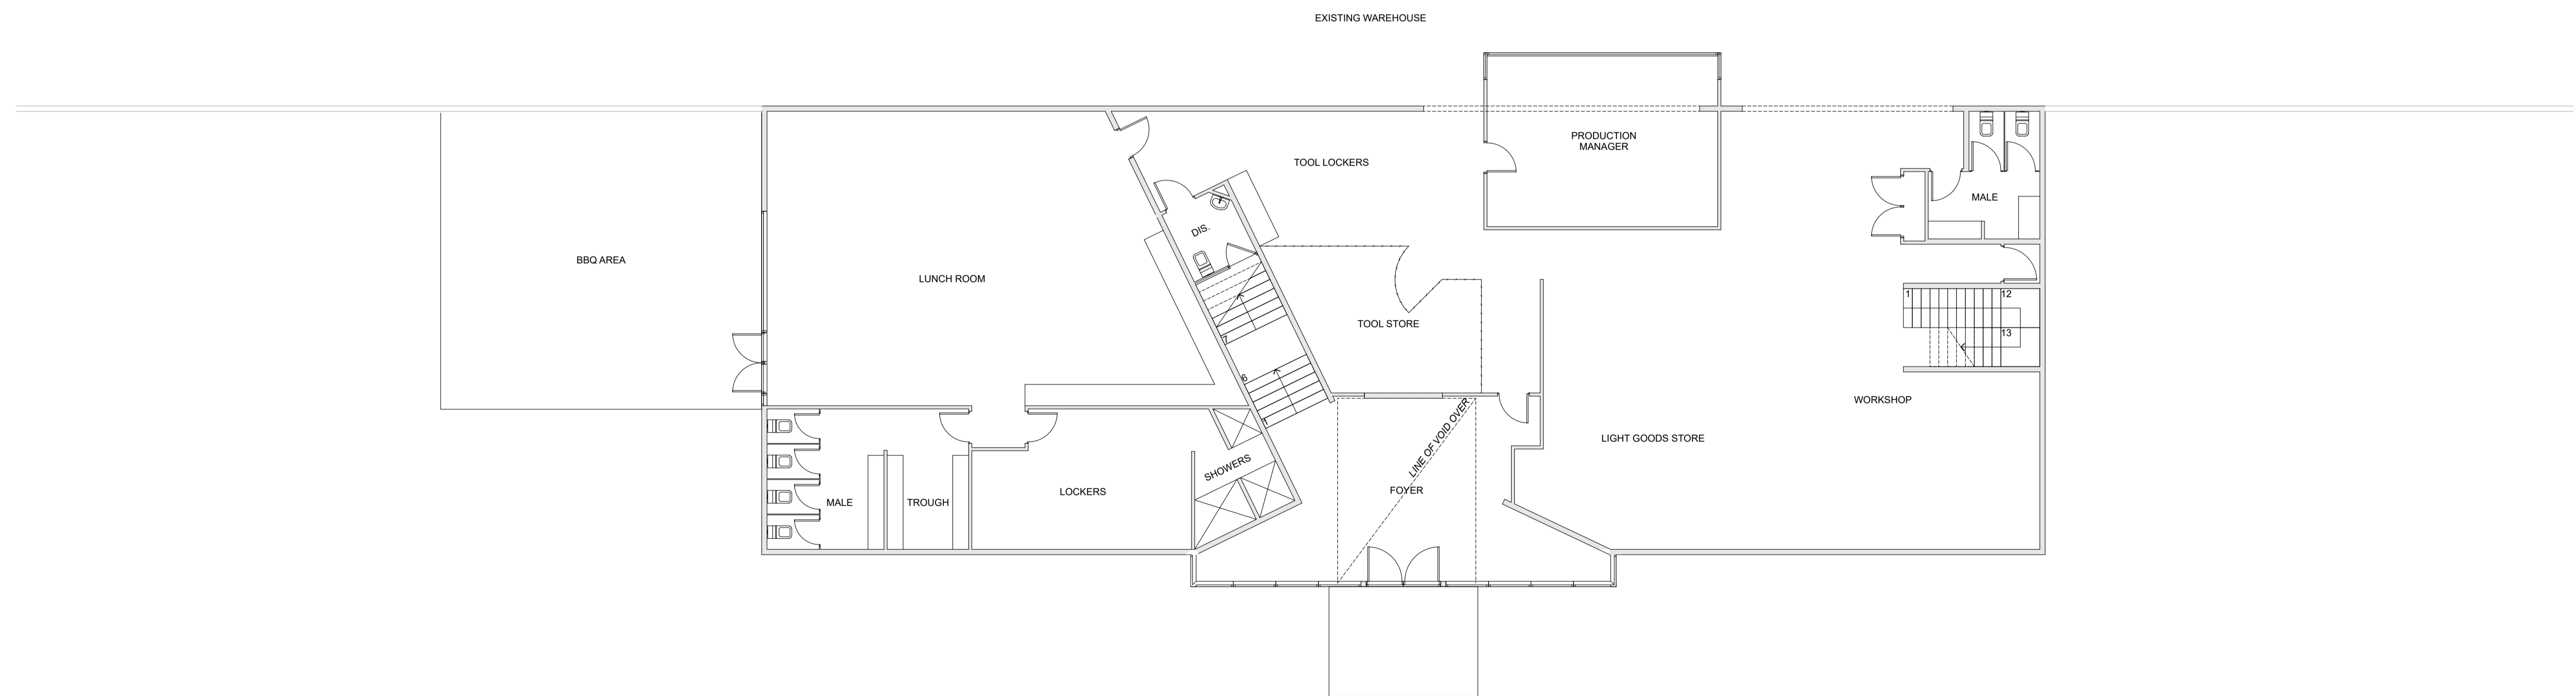 EXISTING WAREHOUSE
PRODUCTION
MANAGER
TOOL LOCKERS
MALE
DIS.
BBQ AREA
LUNCH ROOM
1
12
TOOL STORE
13
7
6
WORKSHOP
1
LINE OF VOID OVER
LIGHT GOODS STORE
SHOWERS
LOCKERS
FOYER
MALE
TROUGH